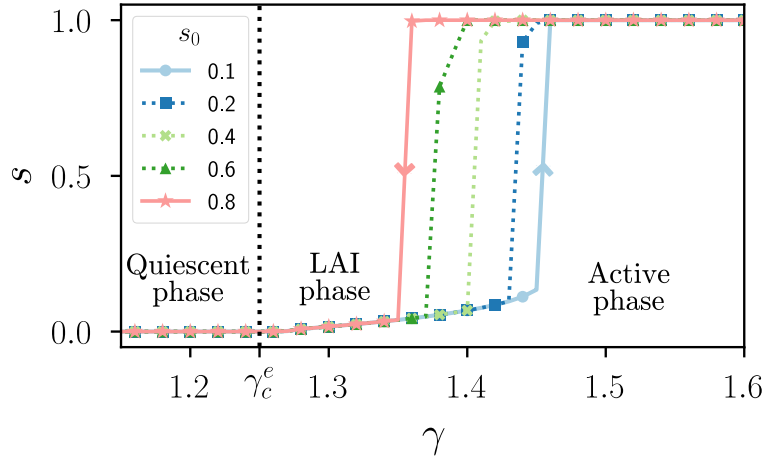 s
1.0
0.5
0.0
s₀
0.1
0.2
0.4
0.6
0.8
Quiescent
phase
LAI
phase
Active
phase
1.2
γ_c^e
1.3
1.4
1.5
1.6
γ